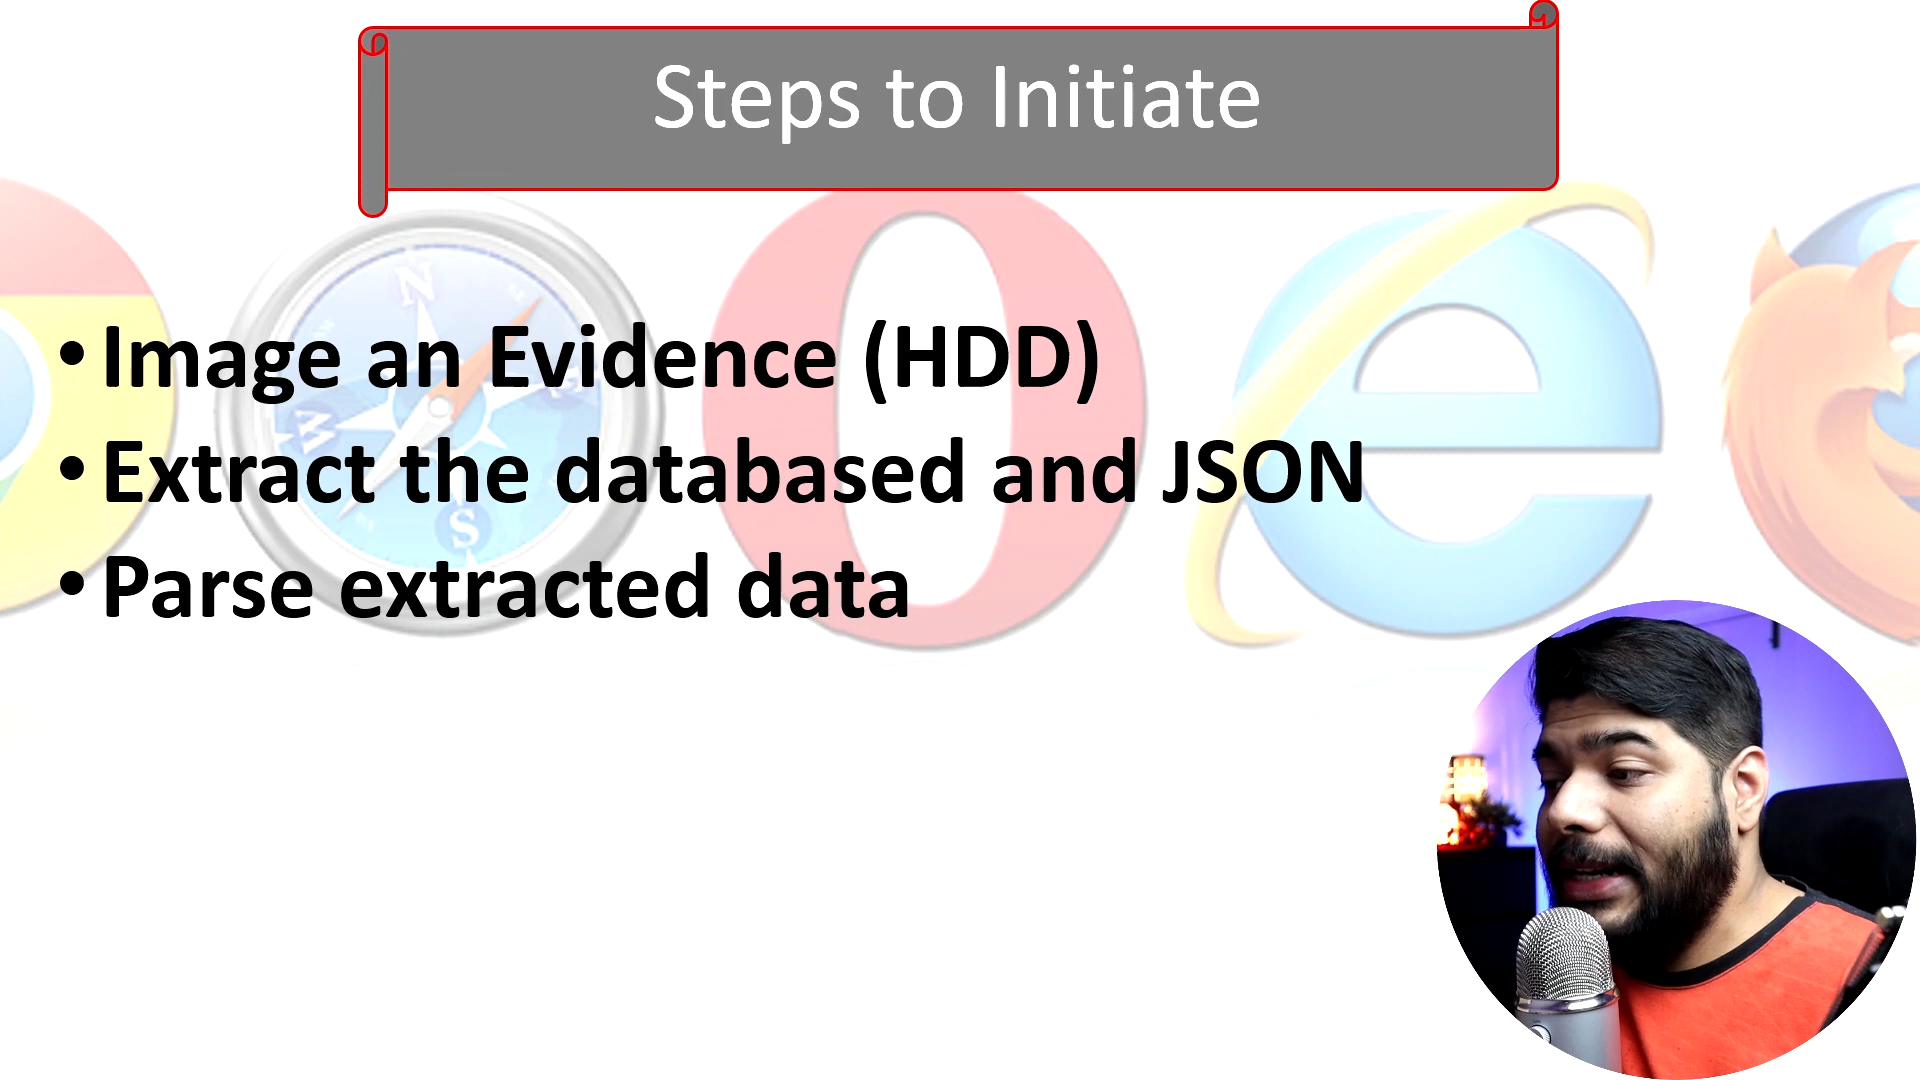 Steps to Initiate
• Image an Evidence (HDD)
• Extract the databased and JSON
• Parse extracted data